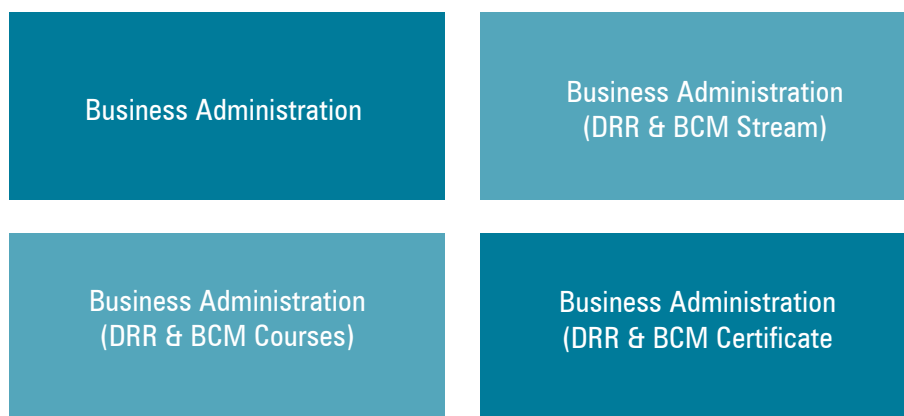 Business Administration
Business Administration
(DRR & BCM Stream)
Business Administration
(DRR & BCM Courses)
Business Administration
(DRR & BCM Certificate